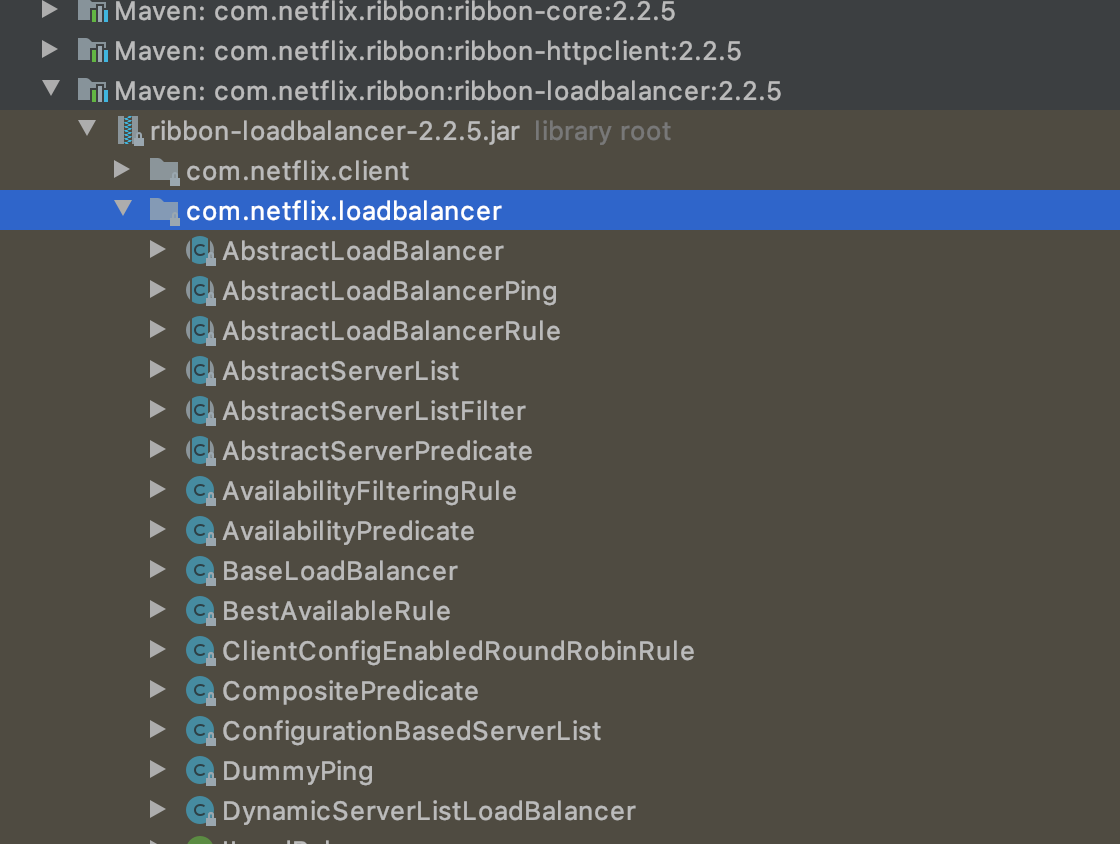 Maven: com.netflix.ribbon:ribbon-core:2.2.5
Maven: com.netflix.ribbon:ribbon-httpclient:2.2.5
Maven: com.netflix.ribbon:ribbon-loadbalancer:2.2.5
ribbon-loadbalancer-2.2.5.jar library root
com.netflix.client
com.netflix.loadbalancer
AbstractLoadBalancer
AbstractLoadBalancerPing
AbstractLoadBalancerRule
AbstractServerList
AbstractServerListFilter
AbstractServerPredicate
AvailabilityFilteringRule
AvailabilityPredicate
BaseLoadBalancer
BestAvailableRule
ClientConfigEnabledRoundRobinRule
CompositePredicate
ConfigurationBasedServerList
DummyPing
DynamicServerListLoadBalancer